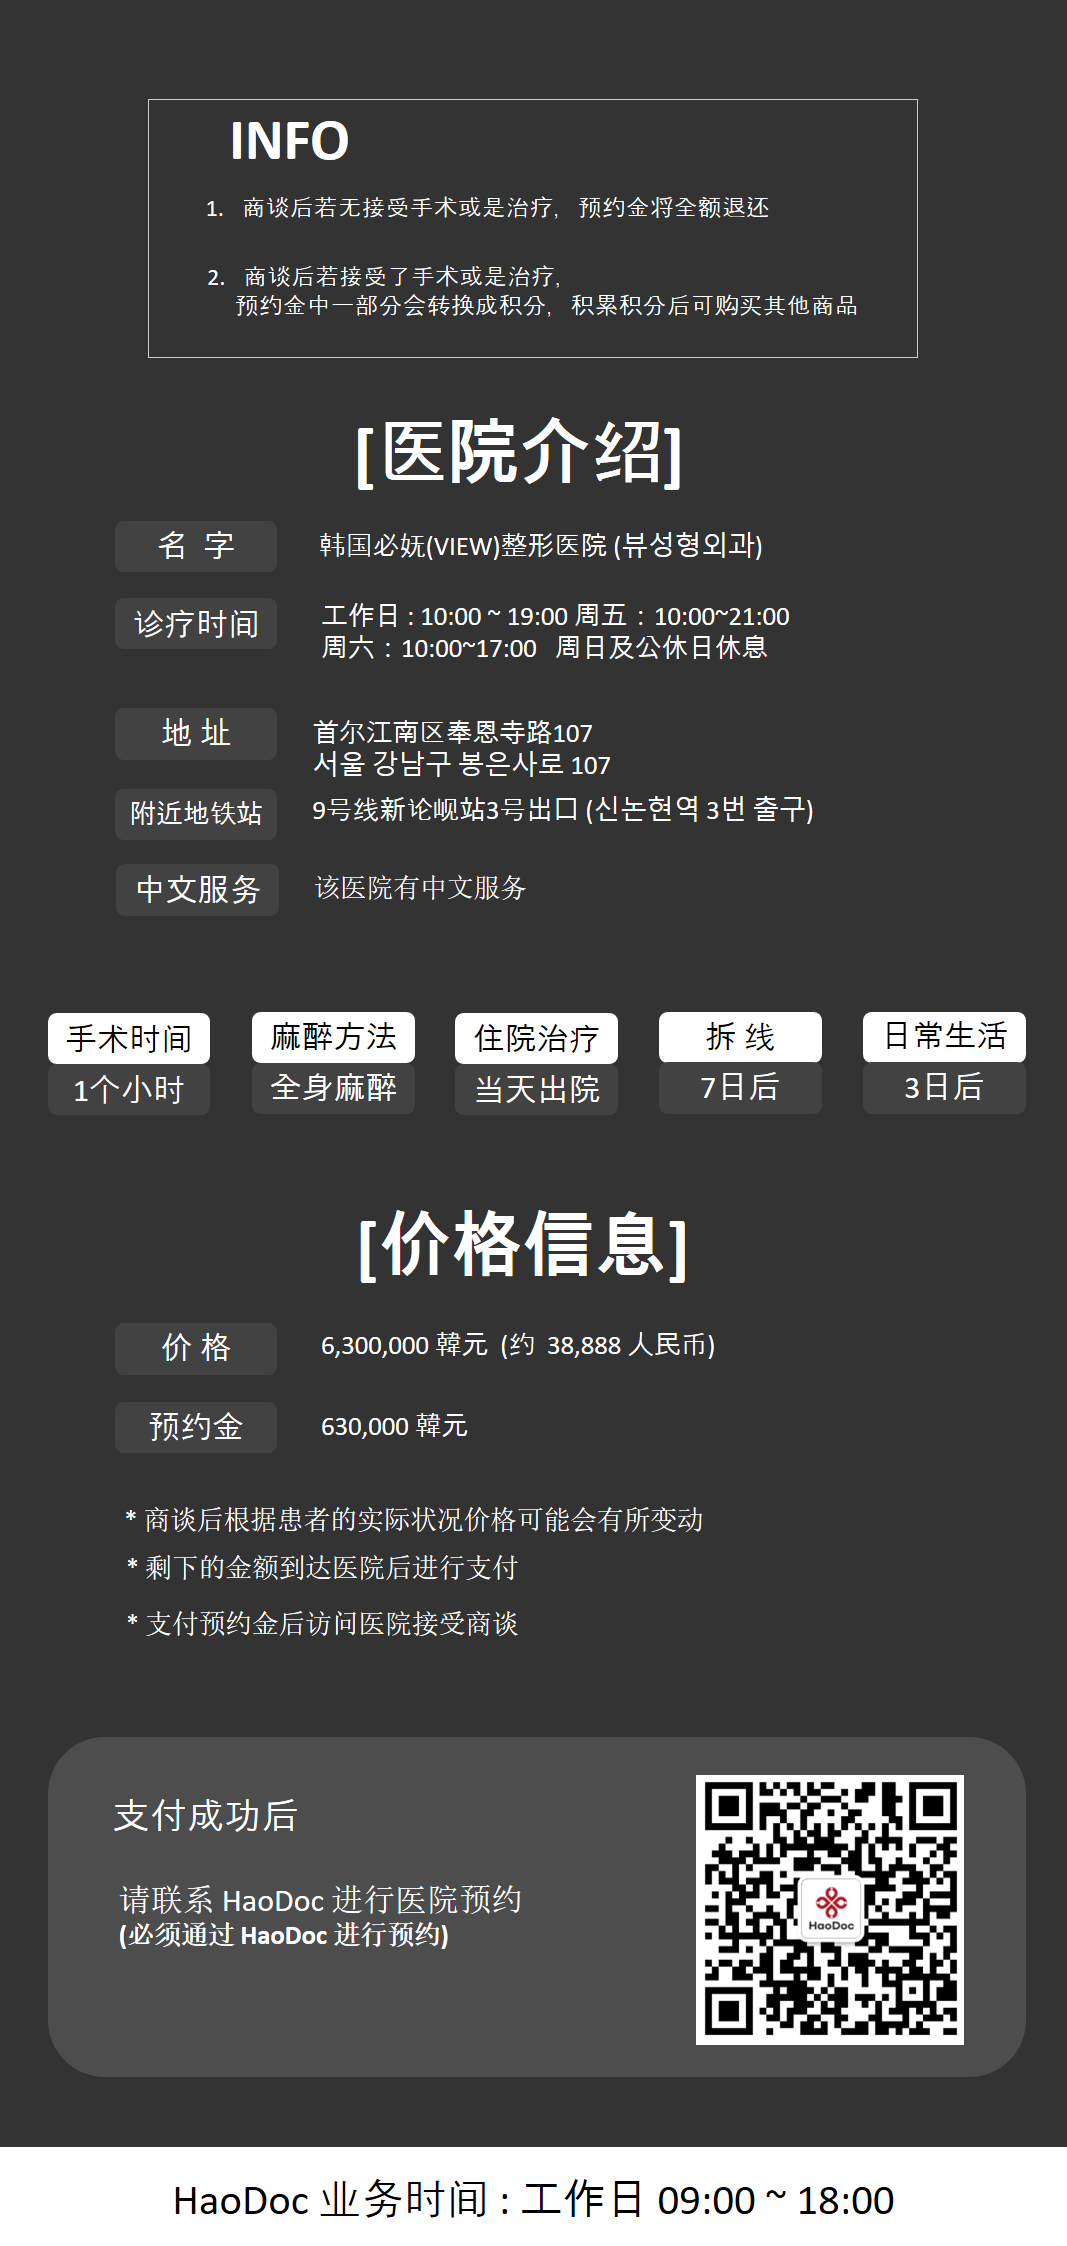 INFO
1. 商谈后若无接受手术或是治疗, 预约金将全额退还
2. 商谈后若接受了手术或是治疗,
预约金中一部分会转换成积分, 积累积分后可购买其他商品
[医院介绍]
名 字 韩国必妩(VIEW)整形医院 (뷰성형외과)
诊疗时间 工作日 : 10:00 ~ 19:00 周五 : 10:00~21:00
周六 : 10:00~17:00 周日及公休日休息
地 址 首尔江南区奉恩寺路107
서울 강남구 봉은사로 107
附近地铁站 9号线新论岘站3号出口 (신논현역 3번 출구)
中文服务 该医院有中文服务
手术时间 麻醉方法 住院治疗 拆 线 日常生活
1个小时 全身麻醉 当天出院 7日后 3日后
[价格信息]
价 格 6,300,000 韓元 (约 38,888 人民币)
预约金 630,000 韓元
* 商谈后根据患者的实际状况价格可能会有所变动
* 剩下的金额到达医院后进行支付
* 支付预约金后访问医院接受商谈
支付成功后
请联系 HaoDoc 进行医院预约
(必须通过 HaoDoc 进行预约)
HaoDoc
HaoDoc 业务时间 : 工作日 09:00 ~ 18:00